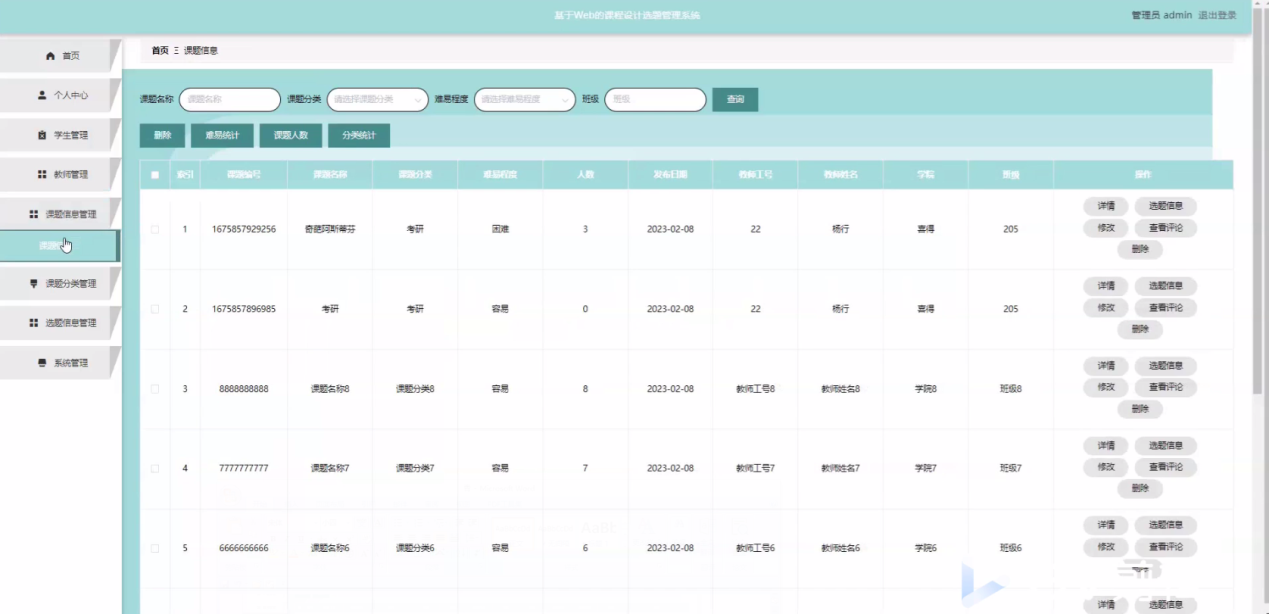 基于Web的课程设计选题管理系统
管理员 admin 退出登录
首页
个人中心
学生管理
教师管理
课题信息管理
课题
课题分类管理
选题信息管理
系统管理
首页 Ξ 课题信息
课题名称 课题名称 课题分类 请选择课题分类 难易程度 请选择难易程度 班级 班级 查询
删除 难易统计 课题人数 分类统计
索引 课题编号 课题名称 课题分类 难易程度 人数 发布日期 教师工号 教师姓名 学院 班级 操作
1 1675857929256 奇葩阿斯蒂芬 考研 困难 3 2023-02-08 22 杨行 喜得 205
详情 选题信息
修改 查看评论
删除
2 1675857896985 考研 考研 容易 0 2023-02-08 22 杨行 喜得 205
详情 选题信息
修改 查看评论
删除
3 8888888888 课题名称8 课题分类8 容易 8 2023-02-08 教师工号8 教师姓名8 学院8 班级8
详情 选题信息
修改 查看评论
删除
4 7777777777 课题名称7 课题分类7 容易 7 2023-02-08 教师工号7 教师姓名7 学院7 班级7
详情 选题信息
修改 查看评论
删除
5 6666666666 课题名称6 课题分类6 容易 6 2023-02-08 教师工号6 教师姓名6 学院6 班级6
详情 选题信息
修改 查看评论
详情 选题信息